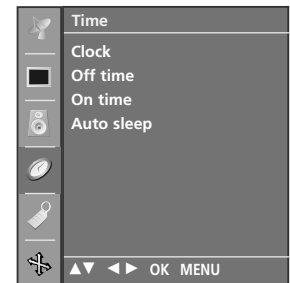 Time
Clock
Off time
On time
Auto sleep
▲▼ ◄► OK MENU